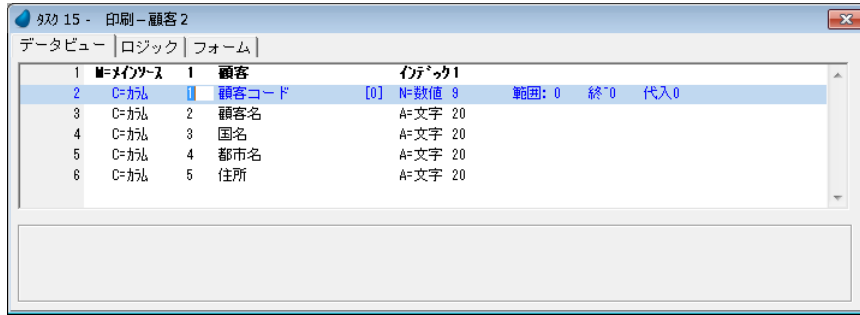 ﾀｽｸ 15 - 印刷－顧客２
データビュー ロジック フォーム
1 M=ﾒｲﾝｿｰｽ 1 顧客 ｲﾝﾃﾞｯｸ1
2 C=ｶﾗﾑ 1 顧客コード [0] N=数値 9 範囲: 0 終ﾞ0 代入0
3 C=ｶﾗﾑ 2 顧客名 A=文字 20
4 C=ｶﾗﾑ 3 国名 A=文字 20
5 C=ｶﾗﾑ 4 都市名 A=文字 20
6 C=ｶﾗﾑ 5 住所 A=文字 20